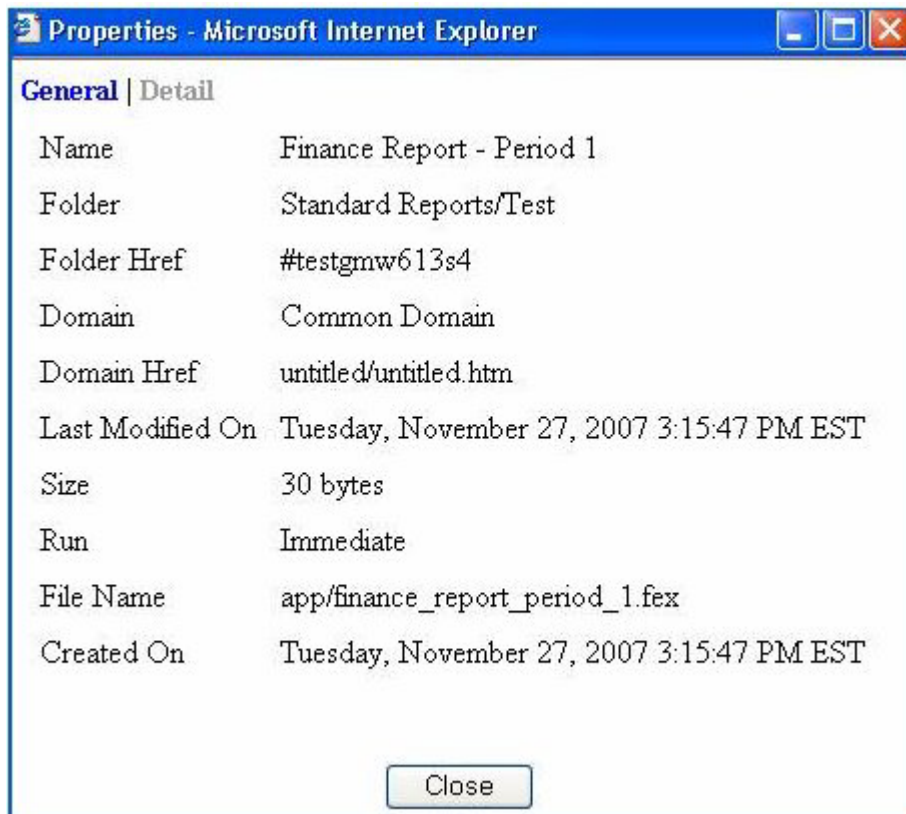 Properties - Microsoft Internet Explorer
General | Detail
Name Finance Report - Period 1
Folder Standard Reports/Test
Folder Href #testgmw613s4
Domain Common Domain
Domain Href untitled/untitled.htm
Last Modified On Tuesday, November 27, 2007 3:15:47 PM EST
Size 30 bytes
Run Immediate
File Name app/finance_report_period_1.fex
Created On Tuesday, November 27, 2007 3:15:47 PM EST
Close